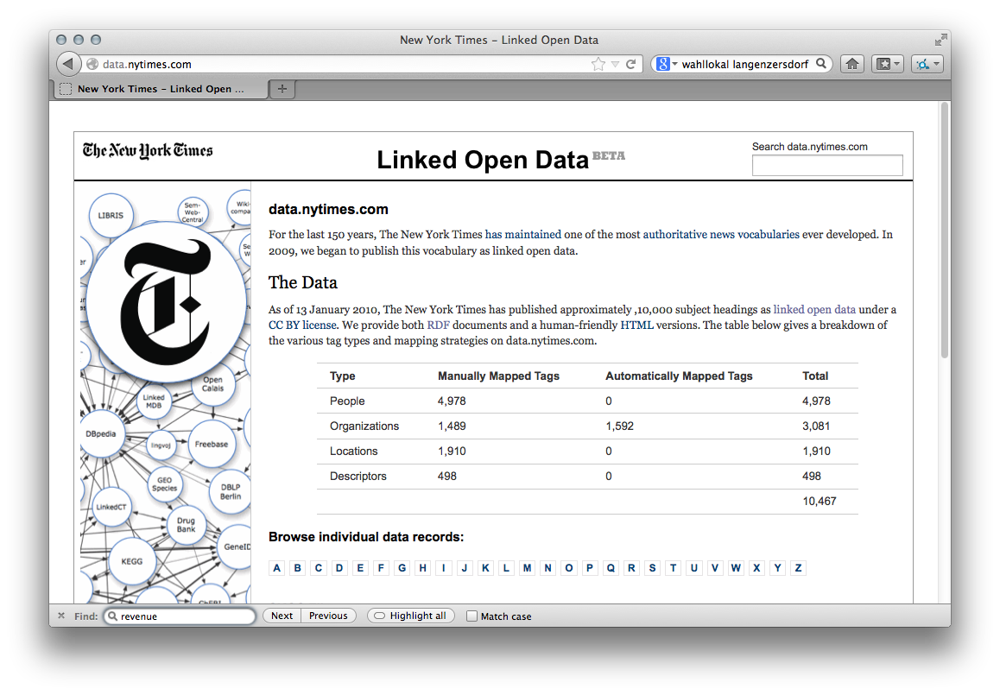 New York Times – Linked Open Data
data.nytimes.com
wahllokal langenzersdorf
New York Times – Linked Open ...
The New York Times
Linked Open Data BETA
Search data.nytimes.com
LIBRIS
Sem-
Web-
Central
Wiki-
compa
data.nytimes.com
For the last 150 years, The New York Times has maintained one of the most authoritative news vocabularies ever developed. In
2009, we began to publish this vocabulary as linked open data.
The Data
As of 13 January 2010, The New York Times has published approximately ,10,000 subject headings as linked open data under a
CC BY license. We provide both RDF documents and a human-friendly HTML versions. The table below gives a breakdown of
the various tag types and mapping strategies on data.nytimes.com.
Type Manually Mapped Tags Automatically Mapped Tags Total
People 4,978 0 4,978
Organizations 1,489 1,592 3,081
Locations 1,910 0 1,910
Descriptors 498 0 498
10,467
Open
Calais
Linked
MDB
DBpedia
lingvoj
Freebase
GEO
Species
DBLP
Berlin
LinkedCT
Drug
Bank
GeneID
KEGG
ChEBI
Browse individual data records:
A B C D E F G H I J K L M N O P Q R S T U V W X Y Z
Find: revenue Next Previous Highlight all Match case